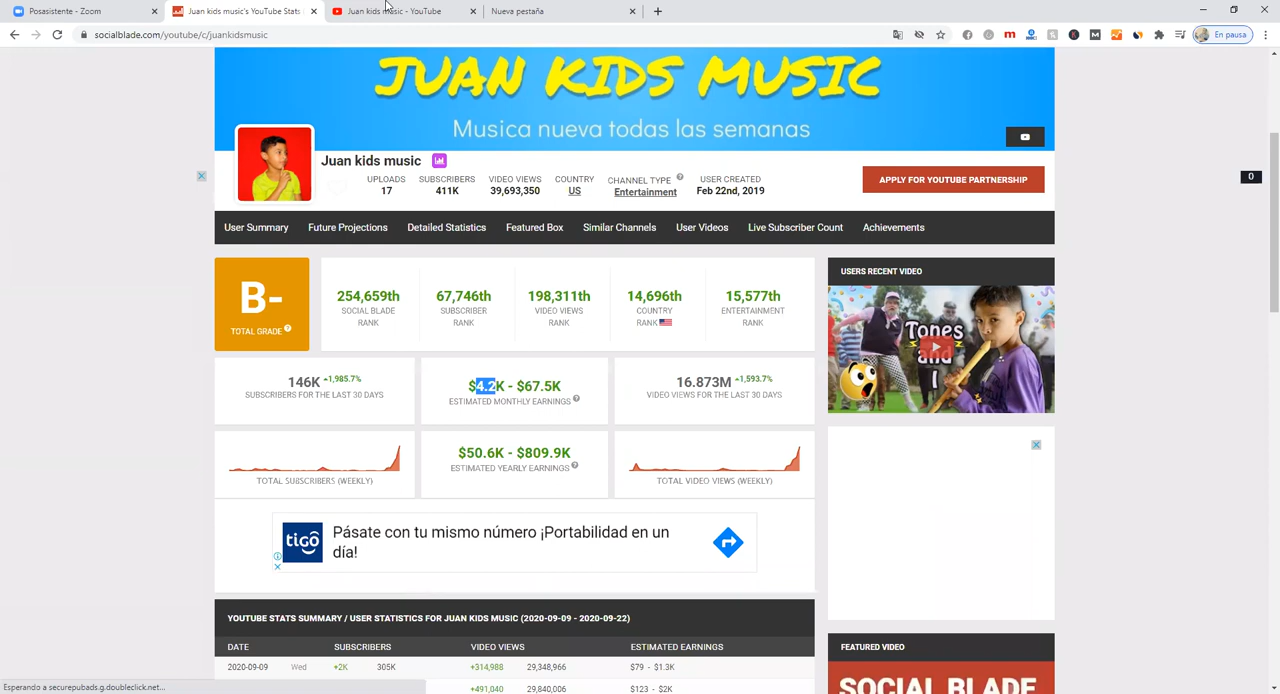 Posasistente - Zoom
Juan kids music's YouTube Stats
Juan kids music - YouTube
Nueva pestaña
socialblade.com/youtube/c/juankidsmusic
En pausa
JUAN KIDS MUSIC
Musica nueva todas las semanas
Juan kids music
UPLOADS
17
SUBSCRIBERS
411K
VIDEO VIEWS
39,693,350
COUNTRY
US
CHANNEL TYPE
Entertainment
USER CREATED
Feb 22nd, 2019
APPLY FOR YOUTUBE PARTNERSHIP
0
User Summary
Future Projections
Detailed Statistics
Featured Box
Similar Channels
User Videos
Live Subscriber Count
Achievements
B-
TOTAL GRADE
254,659th
SOCIAL BLADE
RANK
67,746th
SUBSCRIBER
RANK
198,311th
VIDEO VIEWS
RANK
14,696th
COUNTRY
RANK
15,577th
ENTERTAINMENT
RANK
USERS RECENT VIDEO
Tones
and
I
146K +1,985.7%
SUBSCRIBERS FOR THE LAST 30 DAYS
$4.2K - $67.5K
ESTIMATED MONTHLY EARNINGS
16.873M +1,593.7%
VIDEO VIEWS FOR THE LAST 30 DAYS
TOTAL SUBSCRIBERS (WEEKLY)
$50.6K - $809.9K
ESTIMATED YEARLY EARNINGS
TOTAL VIDEO VIEWS (WEEKLY)
tigo
Pásate con tu mismo número ¡Portabilidad en un
día!
YOUTUBE STATS SUMMARY / USER STATISTICS FOR JUAN KIDS MUSIC (2020-09-09 - 2020-09-22)
DATE SUBSCRIBERS VIDEO VIEWS ESTIMATED EARNINGS
2020-09-09 Wed +2K 305K +314,988 29,348,966 $79 - $1.3K
+491,040 29,840,006 $123 - $2K
FEATURED VIDEO
SOCIAL BLADE
Esperando a securepubads.g.doubleclick.net...